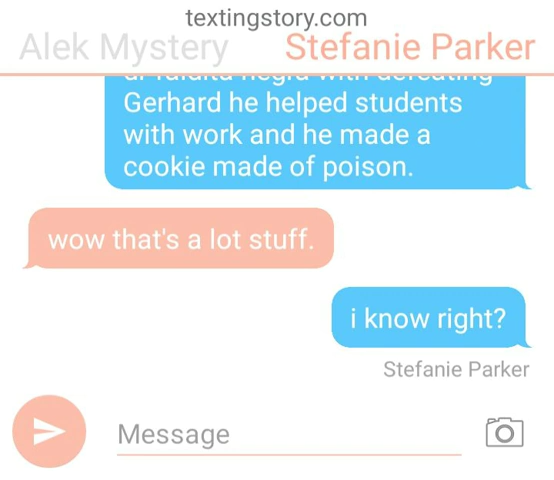 textingstory.com
Alek Mystery Stefanie Parker
Gerhard he helped students
with work and he made a
cookie made of poison.
wow that's a lot stuff.
i know right?
Stefanie Parker
Message